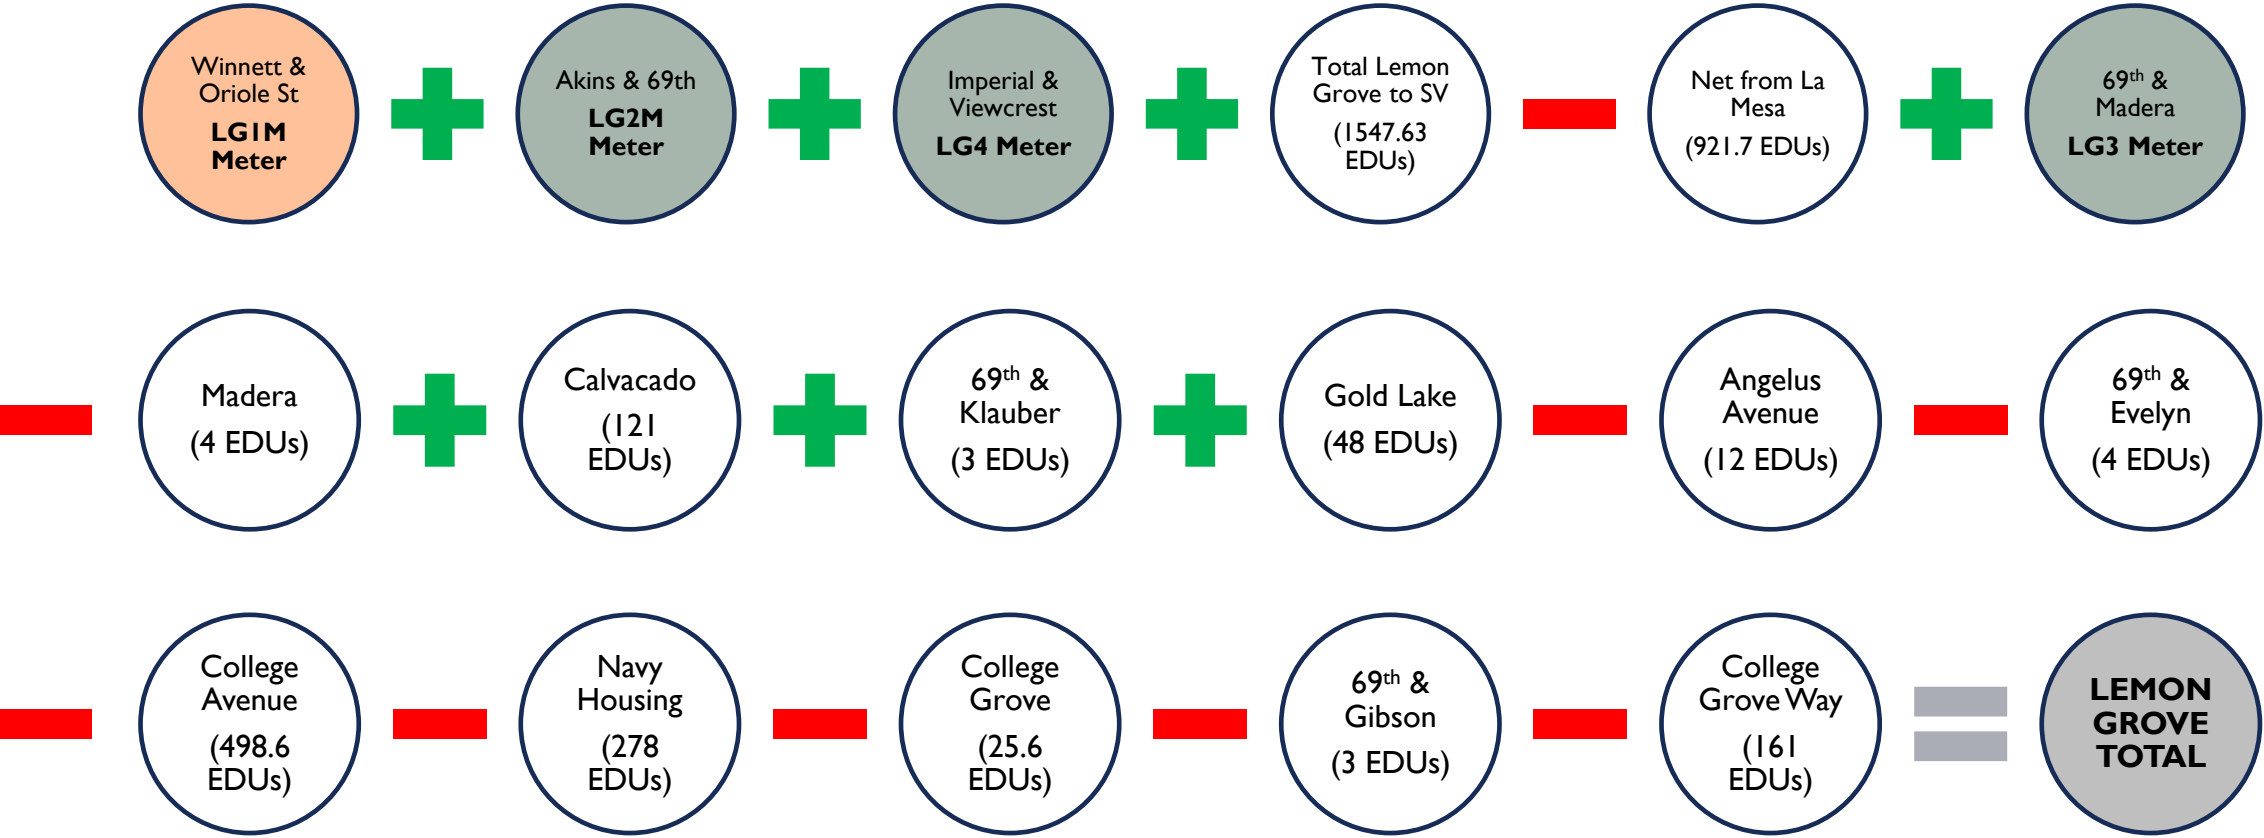 Winnett &
Oriole St
LG1M
Meter
Akins & 69th
LG2M
Meter
Imperial &
Viewcrest
LG4 Meter
Total Lemon
Grove to SV
(1547.63
EDUs)
Net from La
Mesa
(921.7 EDUs)
69th &
Madera
LG3 Meter
Madera
(4 EDUs)
Calvacado
(121
EDUs)
69th &
Klauber
(3 EDUs)
Gold Lake
(48 EDUs)
Angelus
Avenue
(12 EDUs)
69th &
Evelyn
(4 EDUs)
College
Avenue
(498.6
EDUs)
Navy
Housing
(278
EDUs)
College
Grove
(25.6
EDUs)
69th &
Gibson
(3 EDUs)
College
Grove Way
(161
EDUs)
LEMON
GROVE
TOTAL